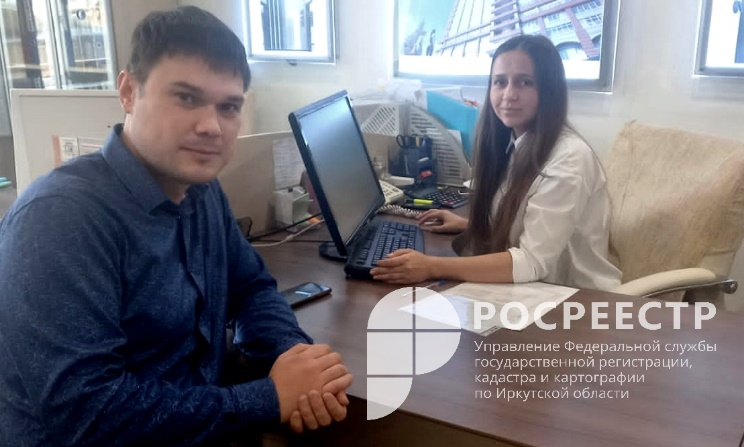 РОСРЕЕСТР
Управление Федеральной службы
государственной регистрации,
кадастра и картографии
по Иркутской области